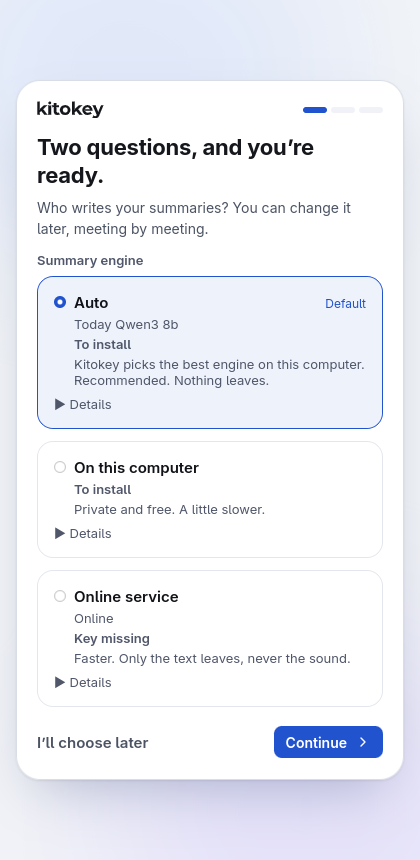 kitokey
Two questions, and you’re
ready.
Who writes your summaries? You can change it
later, meeting by meeting.
Summary engine
Auto
Default
Today Qwen3 8b
To install
Kitokey picks the best engine on this computer.
Recommended. Nothing leaves.
▶ Details
On this computer
To install
Private and free. A little slower.
▶ Details
Online service
Online
Key missing
Faster. Only the text leaves, never the sound.
▶ Details
I’ll choose later
Continue